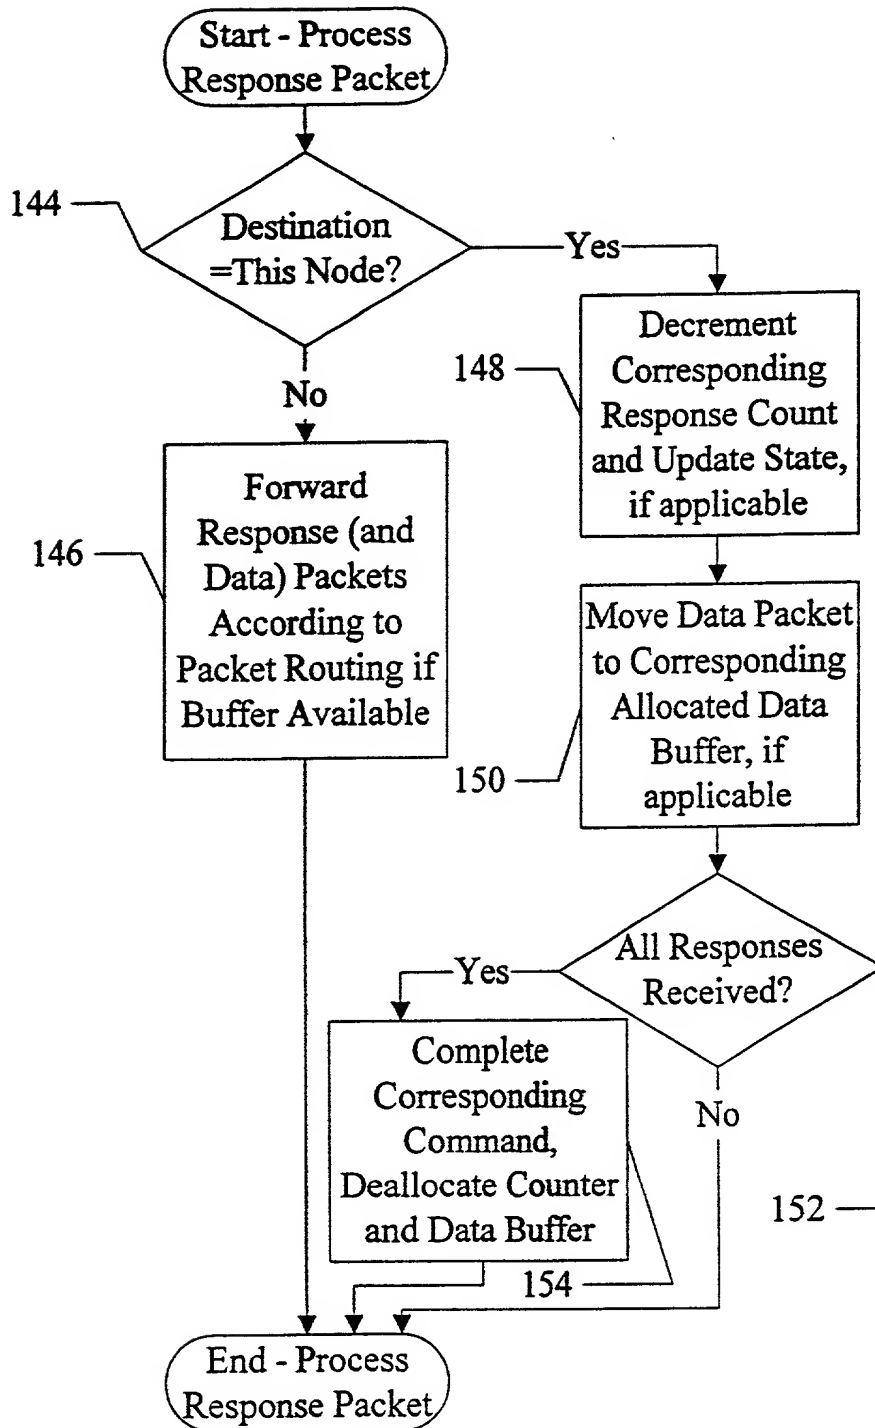 Start - Process
Response Packet
144
Destination
=This Node?
Yes
No
148
Decrement
Corresponding
Response Count
and Update State,
if applicable
146
Forward
Response (and
Data) Packets
According to
Packet Routing if
Buffer Available
150
Move Data Packet
to Corresponding
Allocated Data
Buffer, if
applicable
All Responses
Received?
Yes
No
152
Complete
Corresponding
Command,
Deallocate Counter
and Data Buffer
154
End - Process
Response Packet